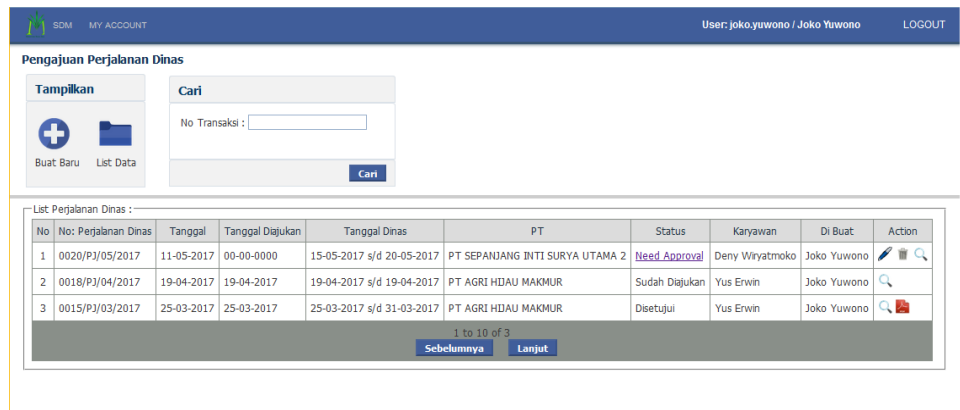 SDM MY ACCOUNT User: joko.yuwono / Joko Yuwono LOGOUT
Pengajuan Perjalanan Dinas
Tampilkan
Buat Baru List Data
Cari
No Transaksi :
Cari
List Perjalanan Dinas :
No No: Perjalanan Dinas Tanggal Tanggal Diajukan Tanggal Dinas PT Status Karyawan Di Buat Action
1 0020/PJ/05/2017 11-05-2017 00-00-0000 15-05-2017 s/d 20-05-2017 PT SEPANJANG INTI SURYA UTAMA 2 Need Approval Deny Wiryatmoko Joko Yuwono
2 0018/PJ/04/2017 19-04-2017 19-04-2017 19-04-2017 s/d 19-04-2017 PT AGRI HIJAU MAKMUR Sudah Diajukan Yus Erwin Joko Yuwono
3 0015/PJ/03/2017 25-03-2017 25-03-2017 25-03-2017 s/d 31-03-2017 PT AGRI HIJAU MAKMUR Disetujui Yus Erwin Joko Yuwono
1 to 10 of 3
Sebelumnya Lanjut